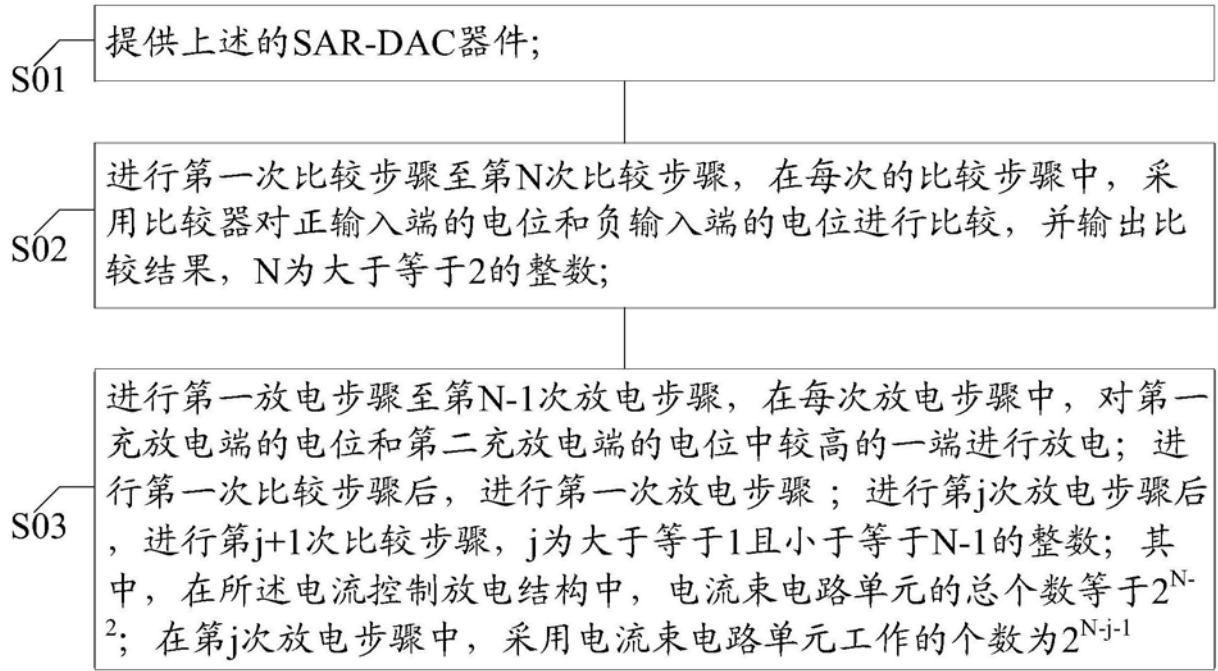 S01
提供上述的SAR-DAC器件;
S02
进行第一次比较步骤至第N次比较步骤，在每次的比较步骤中，采
用比较器对正输入端的电位和负输入端的电位进行比较，并输出比
较结果，N为大于等于2的整数;
S03
进行第一放电步骤至第N-1次放电步骤，在每次放电步骤中，对第一
充放电端的电位和第二充放电端的电位中较高的一端进行放电；进
行第一次比较步骤后，进行第一次放电步骤；进行第j次放电步骤后
，进行第j+1次比较步骤，j为大于等于1且小于等于N-1的整数；其
中，在所述电流控制放电结构中，电流束电路单元的总个数等于2^N-
2；在第j次放电步骤中，采用电流束电路单元工作的个数为2^N-j-1